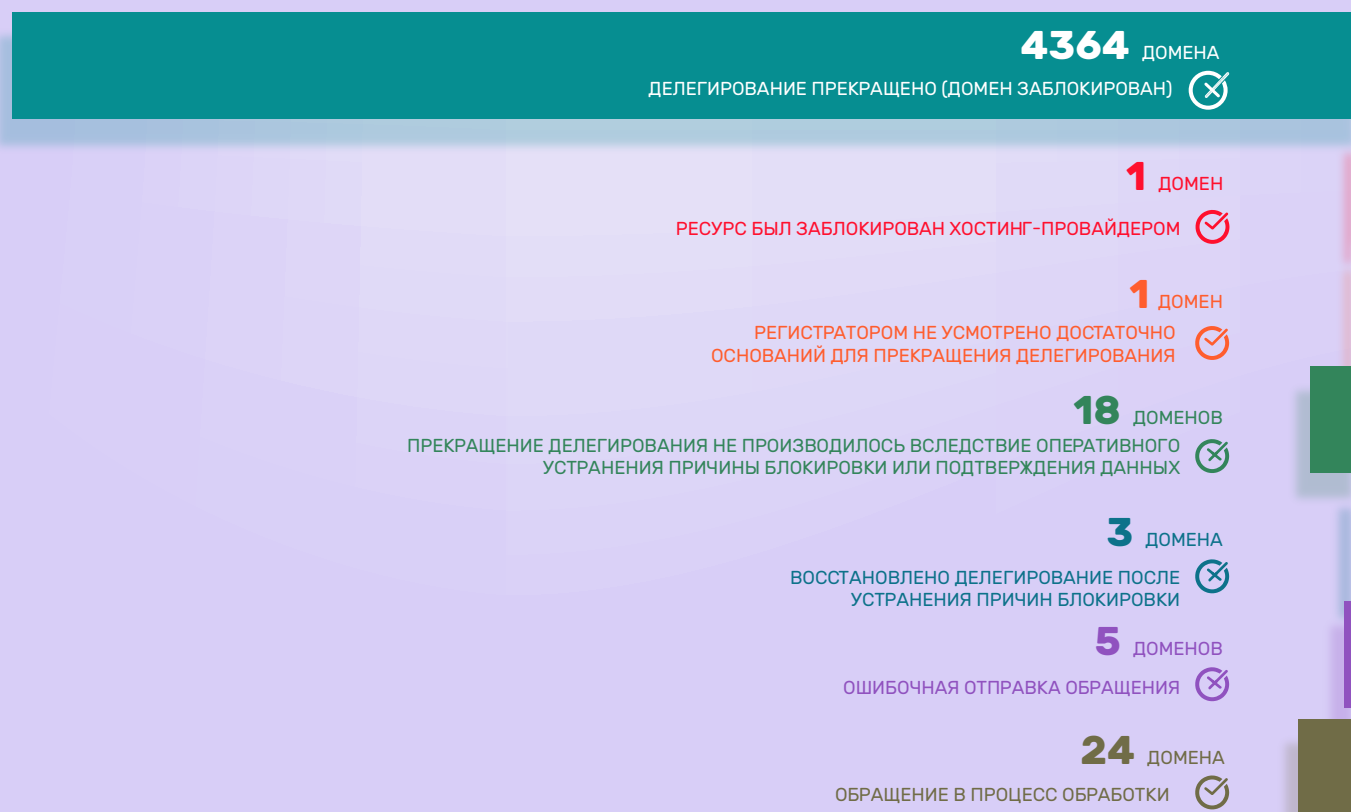 4364 ДОМЕНА
ДЕЛЕГИРОВАНИЕ ПРЕКРАЩЕНО (ДОМЕН ЗАБЛОКИРОВАН)
1 ДОМЕН
РЕСУРС БЫЛ ЗАБЛОКИРОВАН ХОСТИНГ-ПРОВАЙДЕРОМ
1 ДОМЕН
РЕГИСТРАТОРОМ НЕ УСМОТРЕНО ДОСТАТОЧНО
ОСНОВАНИЙ ДЛЯ ПРЕКРАЩЕНИЯ ДЕЛЕГИРОВАНИЯ
18 ДОМЕНОВ
ПРЕКРАЩЕНИЕ ДЕЛЕГИРОВАНИЯ НЕ ПРОИЗВОДИЛОСЬ ВСЛЕДСТВИЕ ОПЕРАТИВНОГО
УСТРАНЕНИЯ ПРИЧИНЫ БЛОКИРОВКИ ИЛИ ПОДТВЕРЖДЕНИЯ ДАННЫХ
3 ДОМЕНА
ВОССТАНОВЛЕНО ДЕЛЕГИРОВАНИЕ ПОСЛЕ
УСТРАНЕНИЯ ПРИЧИН БЛОКИРОВКИ
5 ДОМЕНОВ
ОШИБОЧНАЯ ОТПРАВКА ОБРАЩЕНИЯ
24 ДОМЕНА
ОБРАЩЕНИЕ В ПРОЦЕСС ОБРАБОТКИ